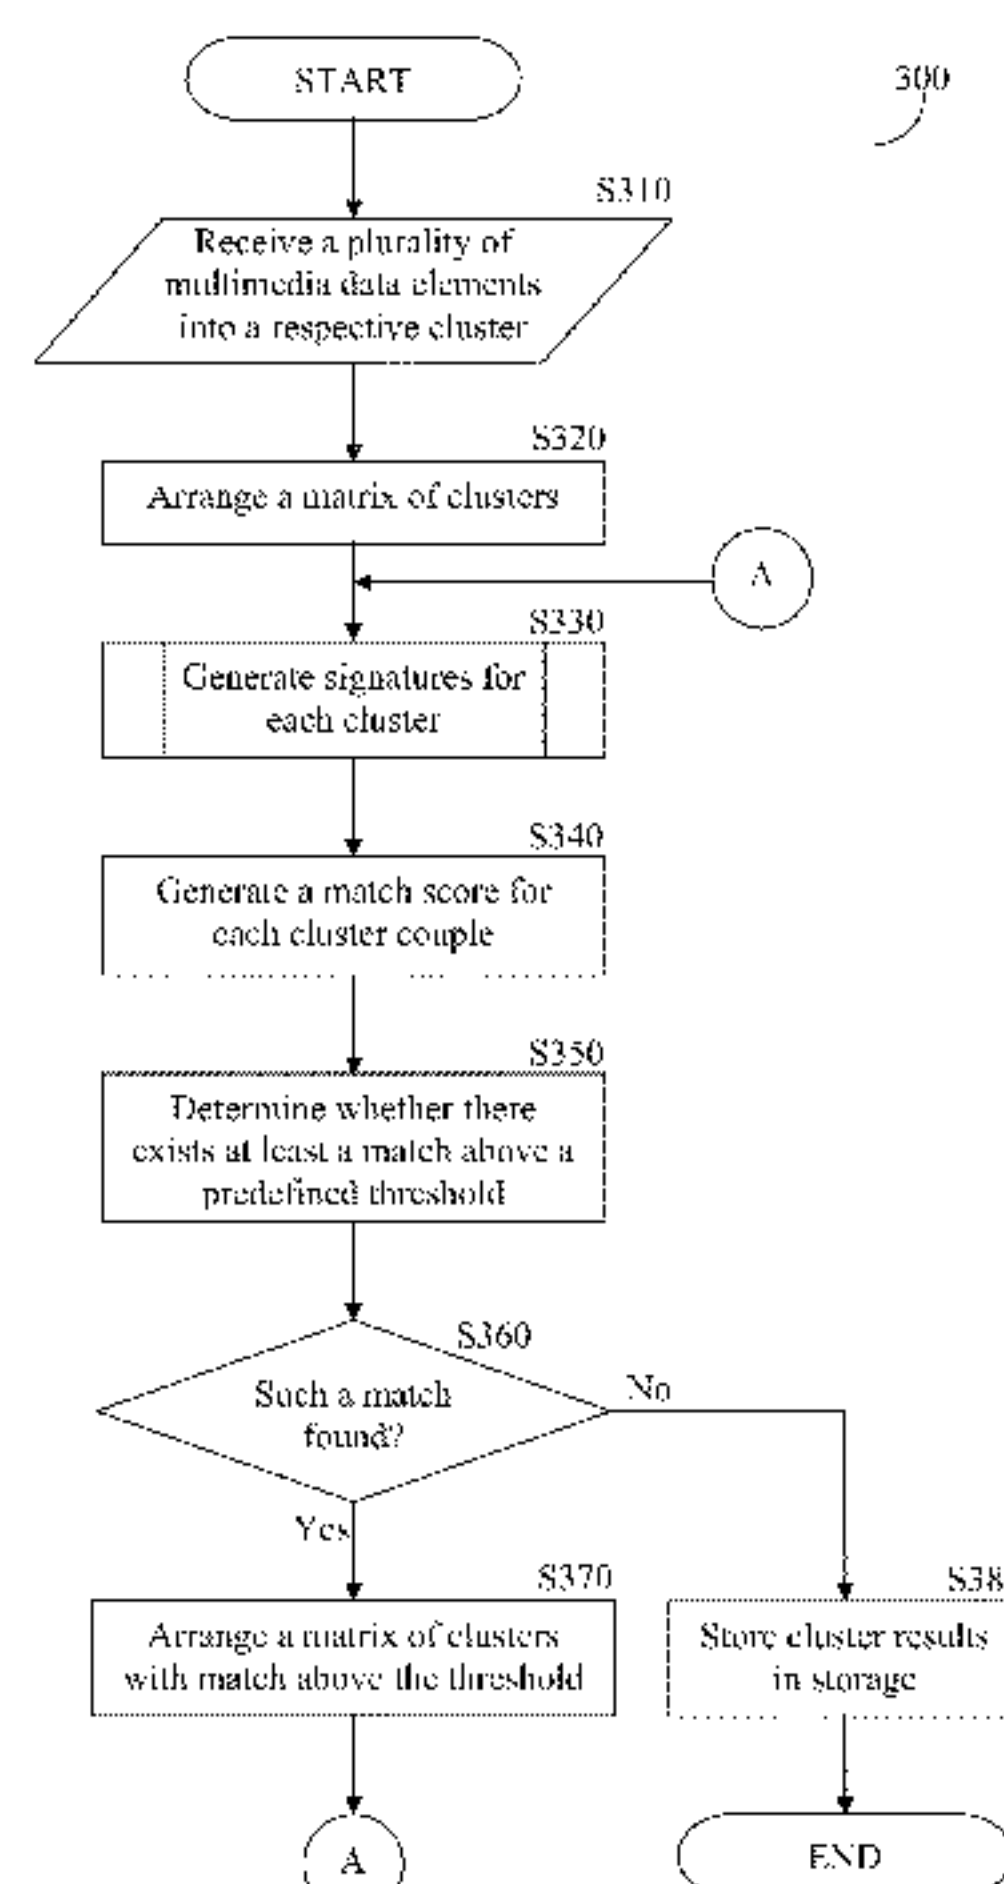 START
300
S310
Receive a plurality of
multimedia data elements
into a respective cluster
S320
Arrange a matrix of clusters
A
S330
Generate signatures for
each cluster
S340
Generate a match score for
each cluster couple
S350
Determine whether there
exists at least a match above a
predefined threshold
S360
Such a match
found?
No
Yes
S370
Arrange a matrix of clusters
with match above the threshold
S38
Store cluster results
in storage
A
END